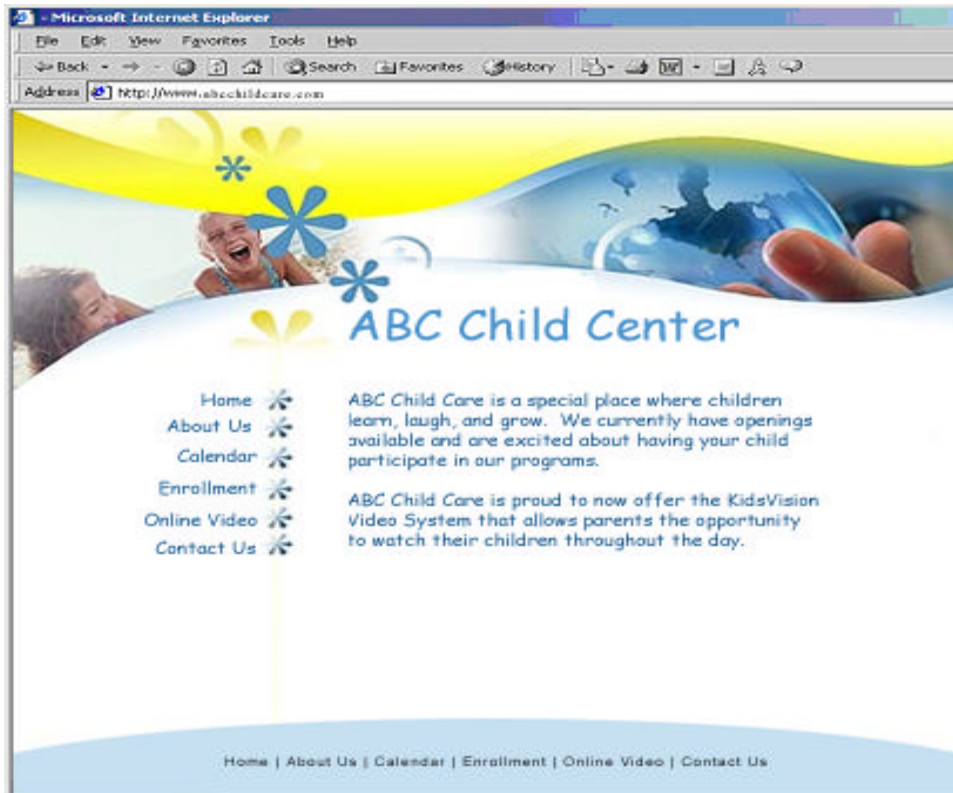 - Microsoft Internet Explorer
File Edit View Favorites Tools Help
Back Search Favorites History
Address http://www.abcchildcare.com
ABC Child Center
Home
About Us
Calendar
Enrollment
Online Video
Contact Us
ABC Child Care is a special place where children
learn, laugh, and grow. We currently have openings
available and are excited about having your child
participate in our programs.
ABC Child Care is proud to now offer the KidsVision
Video System that allows parents the opportunity
to watch their children throughout the day.
Home | About Us | Calendar | Enrollment | Online Video | Contact Us